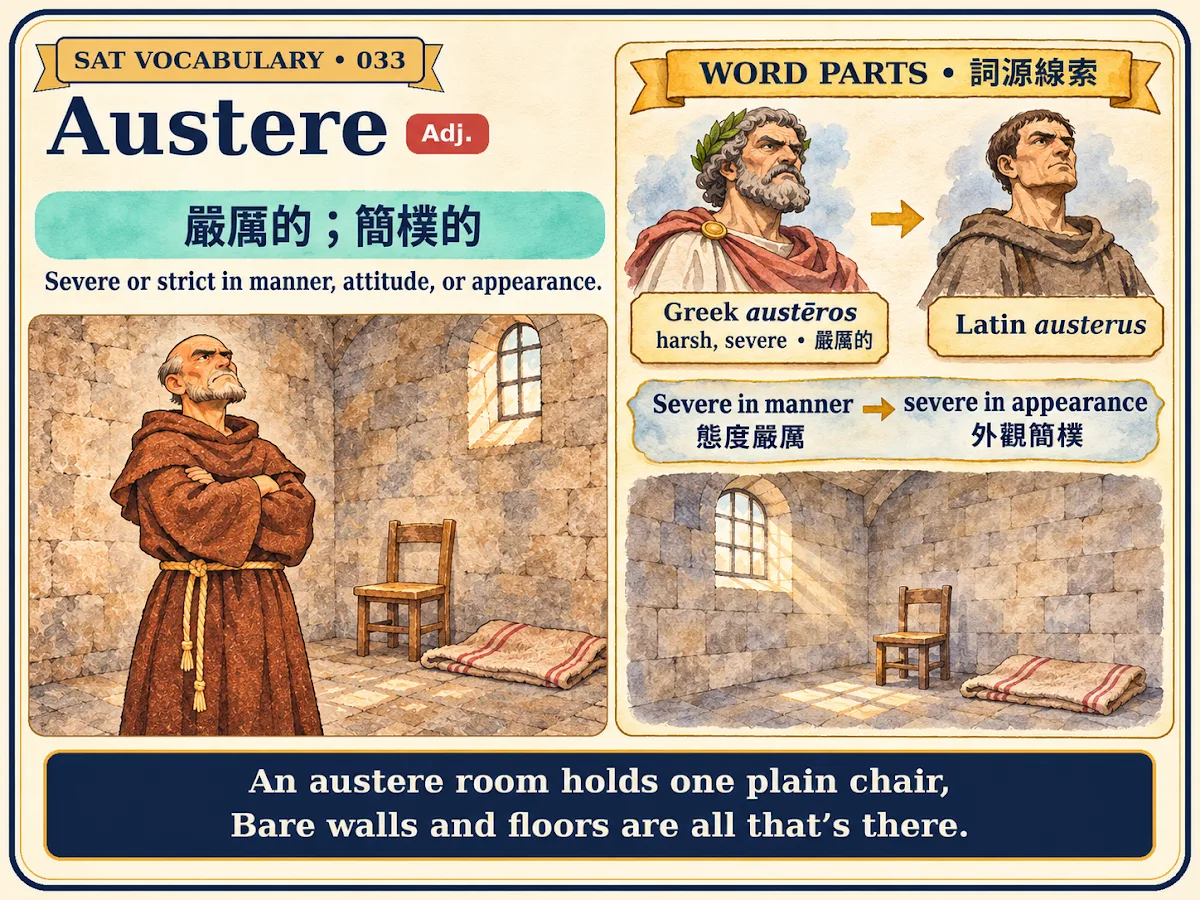 SAT VOCABULARY • 033
Austere Adj.
嚴厲的；簡樸的
Severe or strict in manner, attitude, or appearance.
WORD PARTS • 詞源線索
Greek austēros
harsh, severe • 嚴厲的
Latin austerus
Severe in manner
態度嚴厲
severe in appearance
外觀簡樸
An austere room holds one plain chair,
Bare walls and floors are all that’s there.